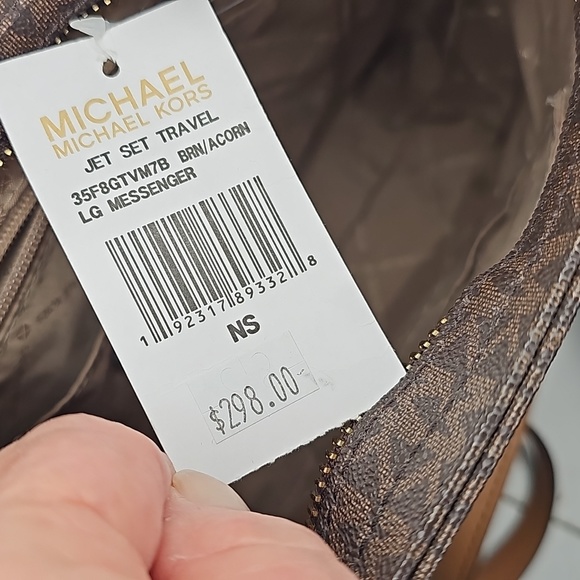 MICHAEL
MICHAEL KORS
JET SET TRAVEL
35F8GTVM7B BRN/ACORN
LG MESSENGER
1 92317 89332 8
NS
$298.00